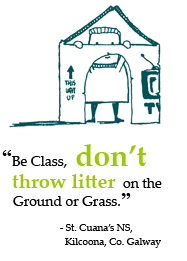 THIS
WAY
UP
TV
“Be Class, don't
throw litter on the
Ground or Grass.”
- St. Cuana's NS,
Kilcoona, Co. Galway